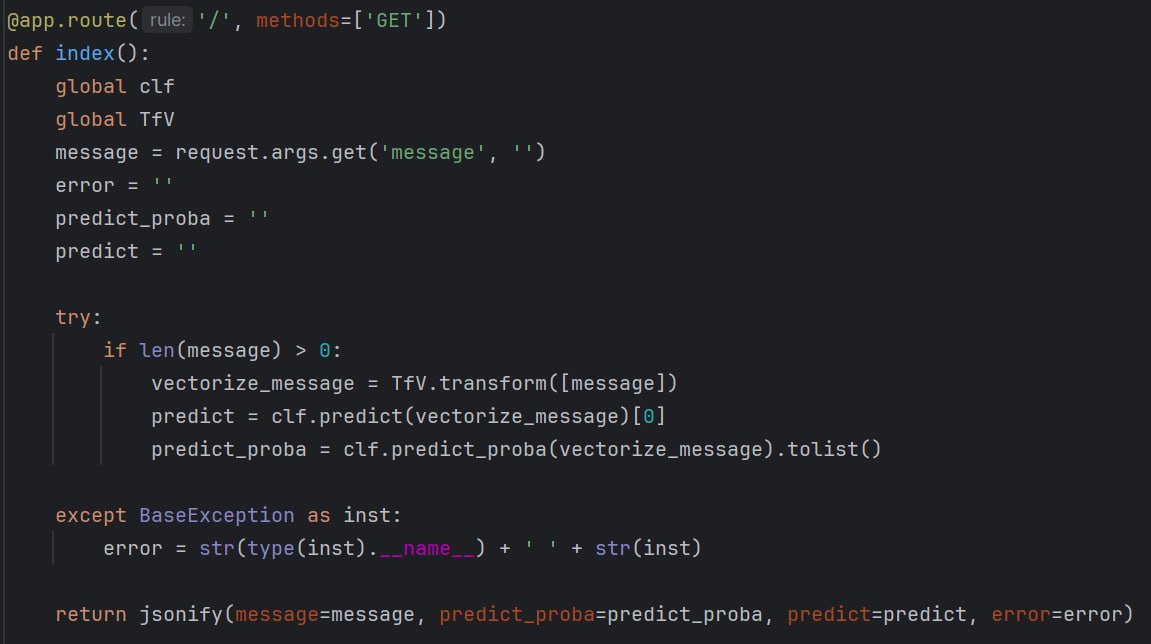 @app.route( rule: '/', methods=['GET'])
def index():
    global clf
    global TfV
    message = request.args.get('message', '')
    error = ''
    predict_proba = ''
    predict = ''

    try:
        if len(message) > 0:
            vectorize_message = TfV.transform([message])
            predict = clf.predict(vectorize_message)[0]
            predict_proba = clf.predict_proba(vectorize_message).tolist()

    except BaseException as inst:
        error = str(type(inst).__name__) + ' ' + str(inst)

    return jsonify(message=message, predict_proba=predict_proba, predict=predict, error=error)